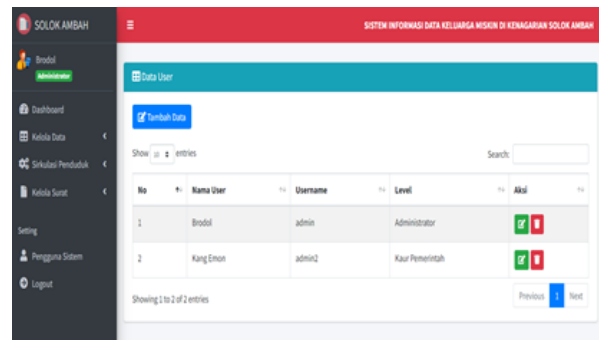 SOLOK AMBAH
SISTEM INFORMASI DATA KELUARGA MISKIN DI KENAGARIAN SOLOK AMBAH
Brodol
Administrator
Dashboard
Kelola Data
Sirkulasi Penduduk
Kelola Surat
Setting
Pengguna Sistem
Logout
Data User
Tambah Data
Show 10 entries
Search:
No Nama User Username Level Aksi
1 Brodol admin Administrator
2 Kang Emon admin2 Kaur Pemerintah
Showing 1 to 2 of 2 entries
Previous 1 Next